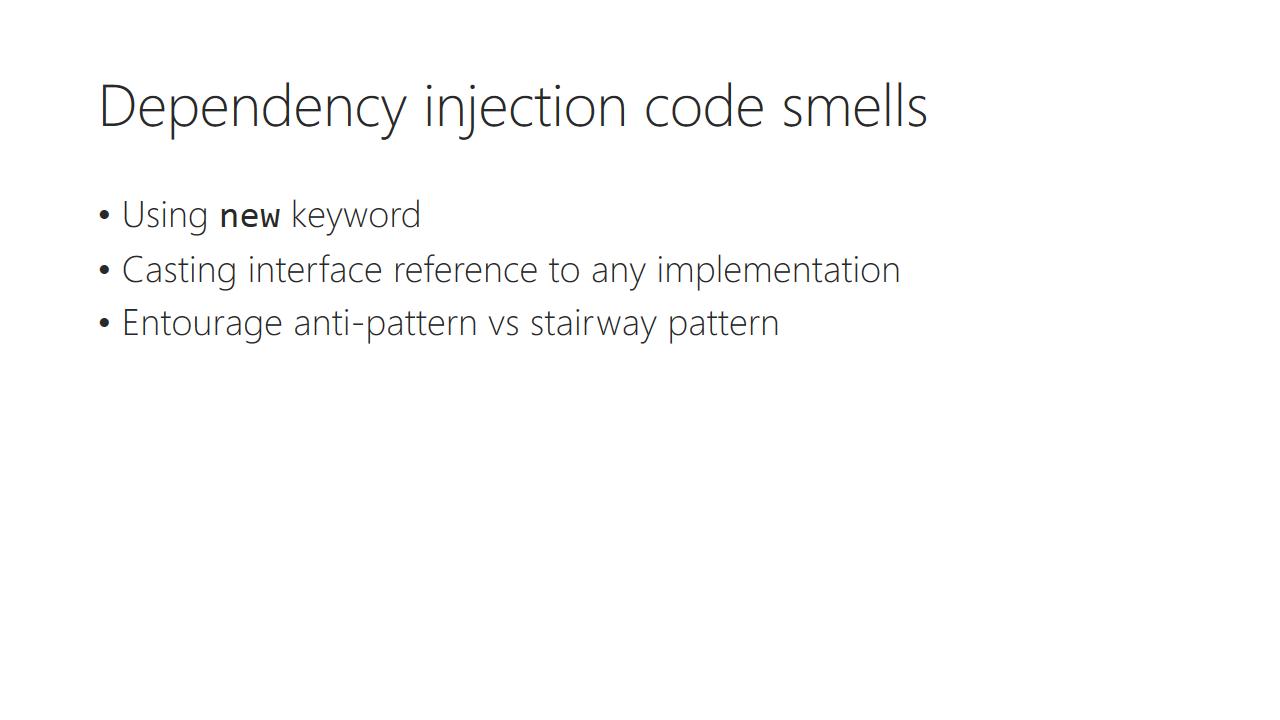 Dependency injection code smells
• Using new keyword
• Casting interface reference to any implementation
• Entourage anti-pattern vs stairway pattern